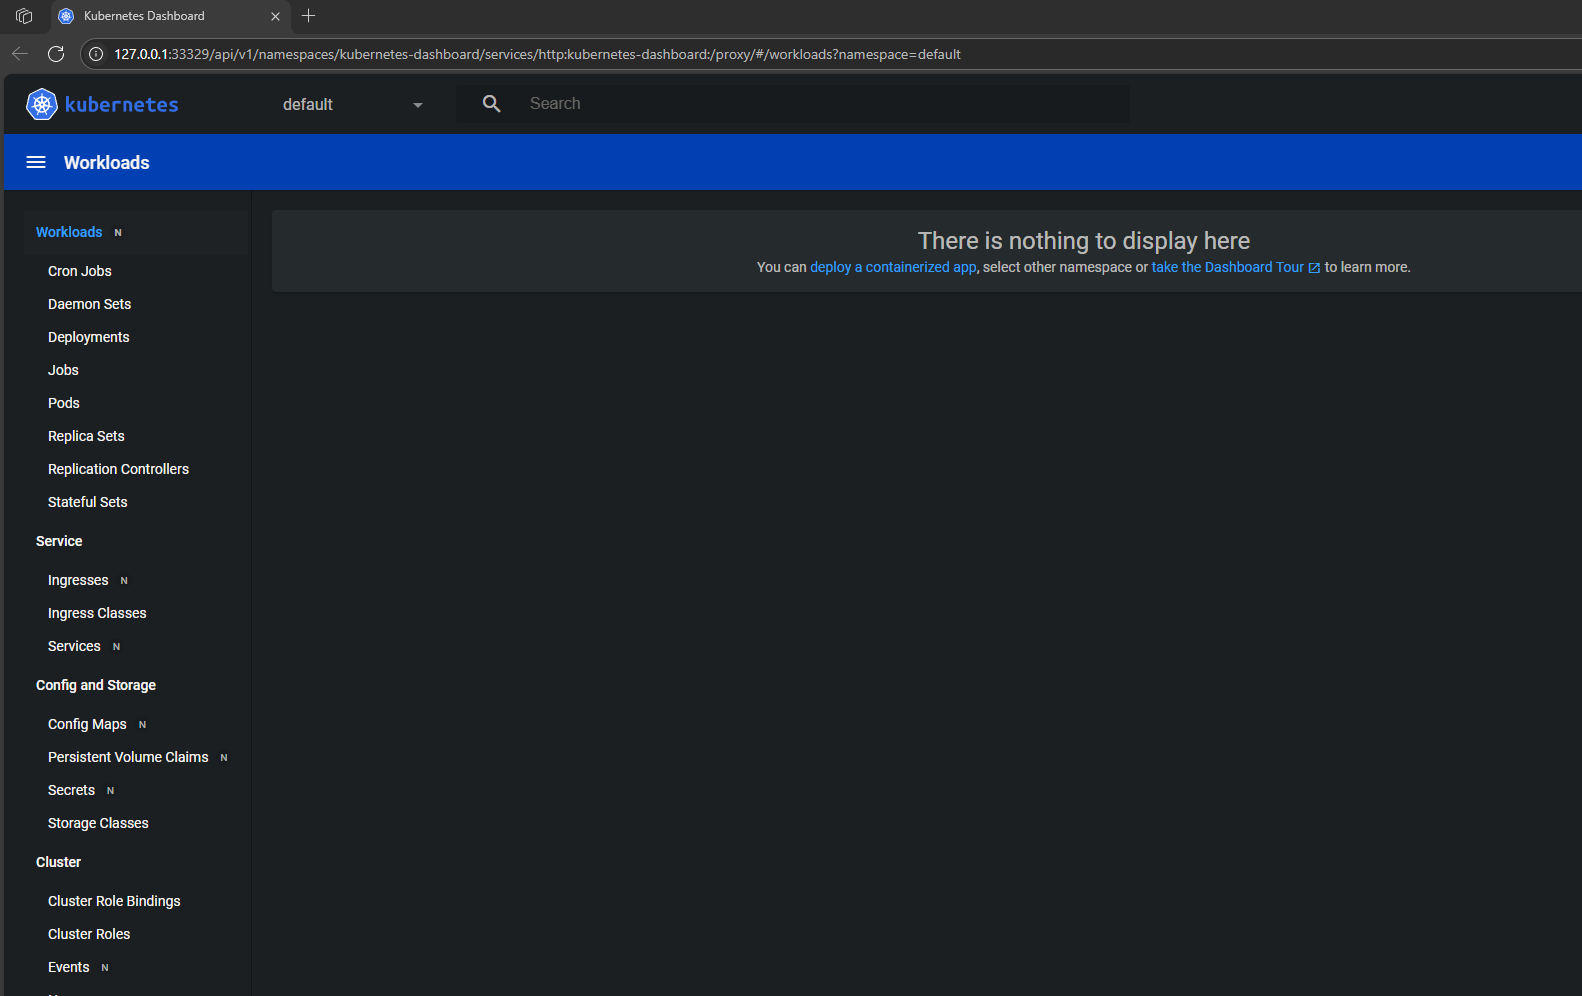 Kubernetes Dashboard
127.0.0.1:33329/api/v1/namespaces/kubernetes-dashboard/services/http:kubernetes-dashboard:/proxy/#/workloads?namespace=default
kubernetes
default
Search
Workloads
Workloads N
Cron Jobs
Daemon Sets
Deployments
Jobs
Pods
Replica Sets
Replication Controllers
Stateful Sets
Service
Ingresses N
Ingress Classes
Services N
Config and Storage
Config Maps N
Persistent Volume Claims N
Secrets N
Storage Classes
Cluster
Cluster Role Bindings
Cluster Roles
Events N
There is nothing to display here
You can deploy a containerized app, select other namespace or take the Dashboard Tour to learn more.